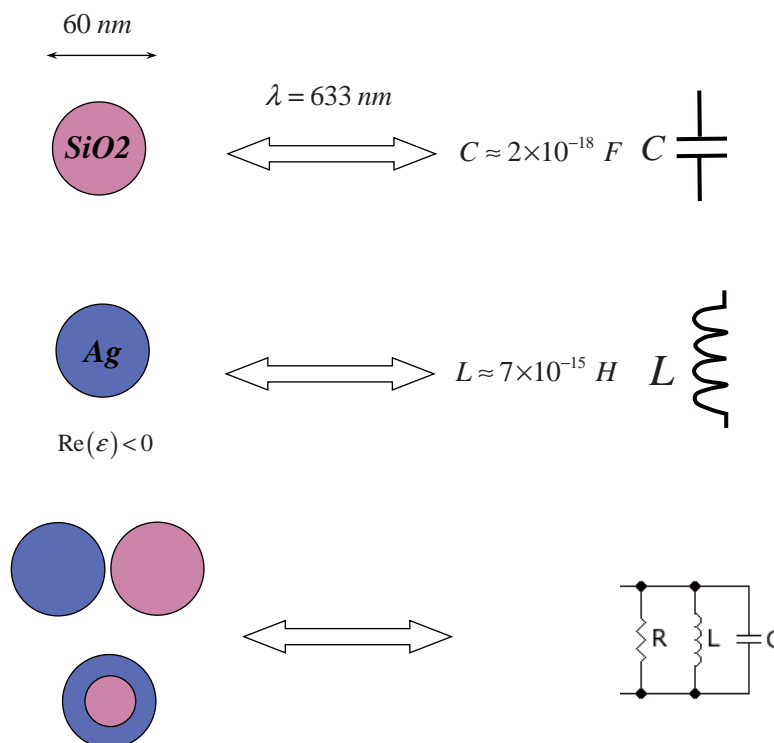 60 nm
λ = 633 nm
SiO2
C ≈ 2×10⁻¹⁸ F
C
Ag
L ≈ 7×10⁻¹⁵ H
L
Re(ε) < 0
R
L
C